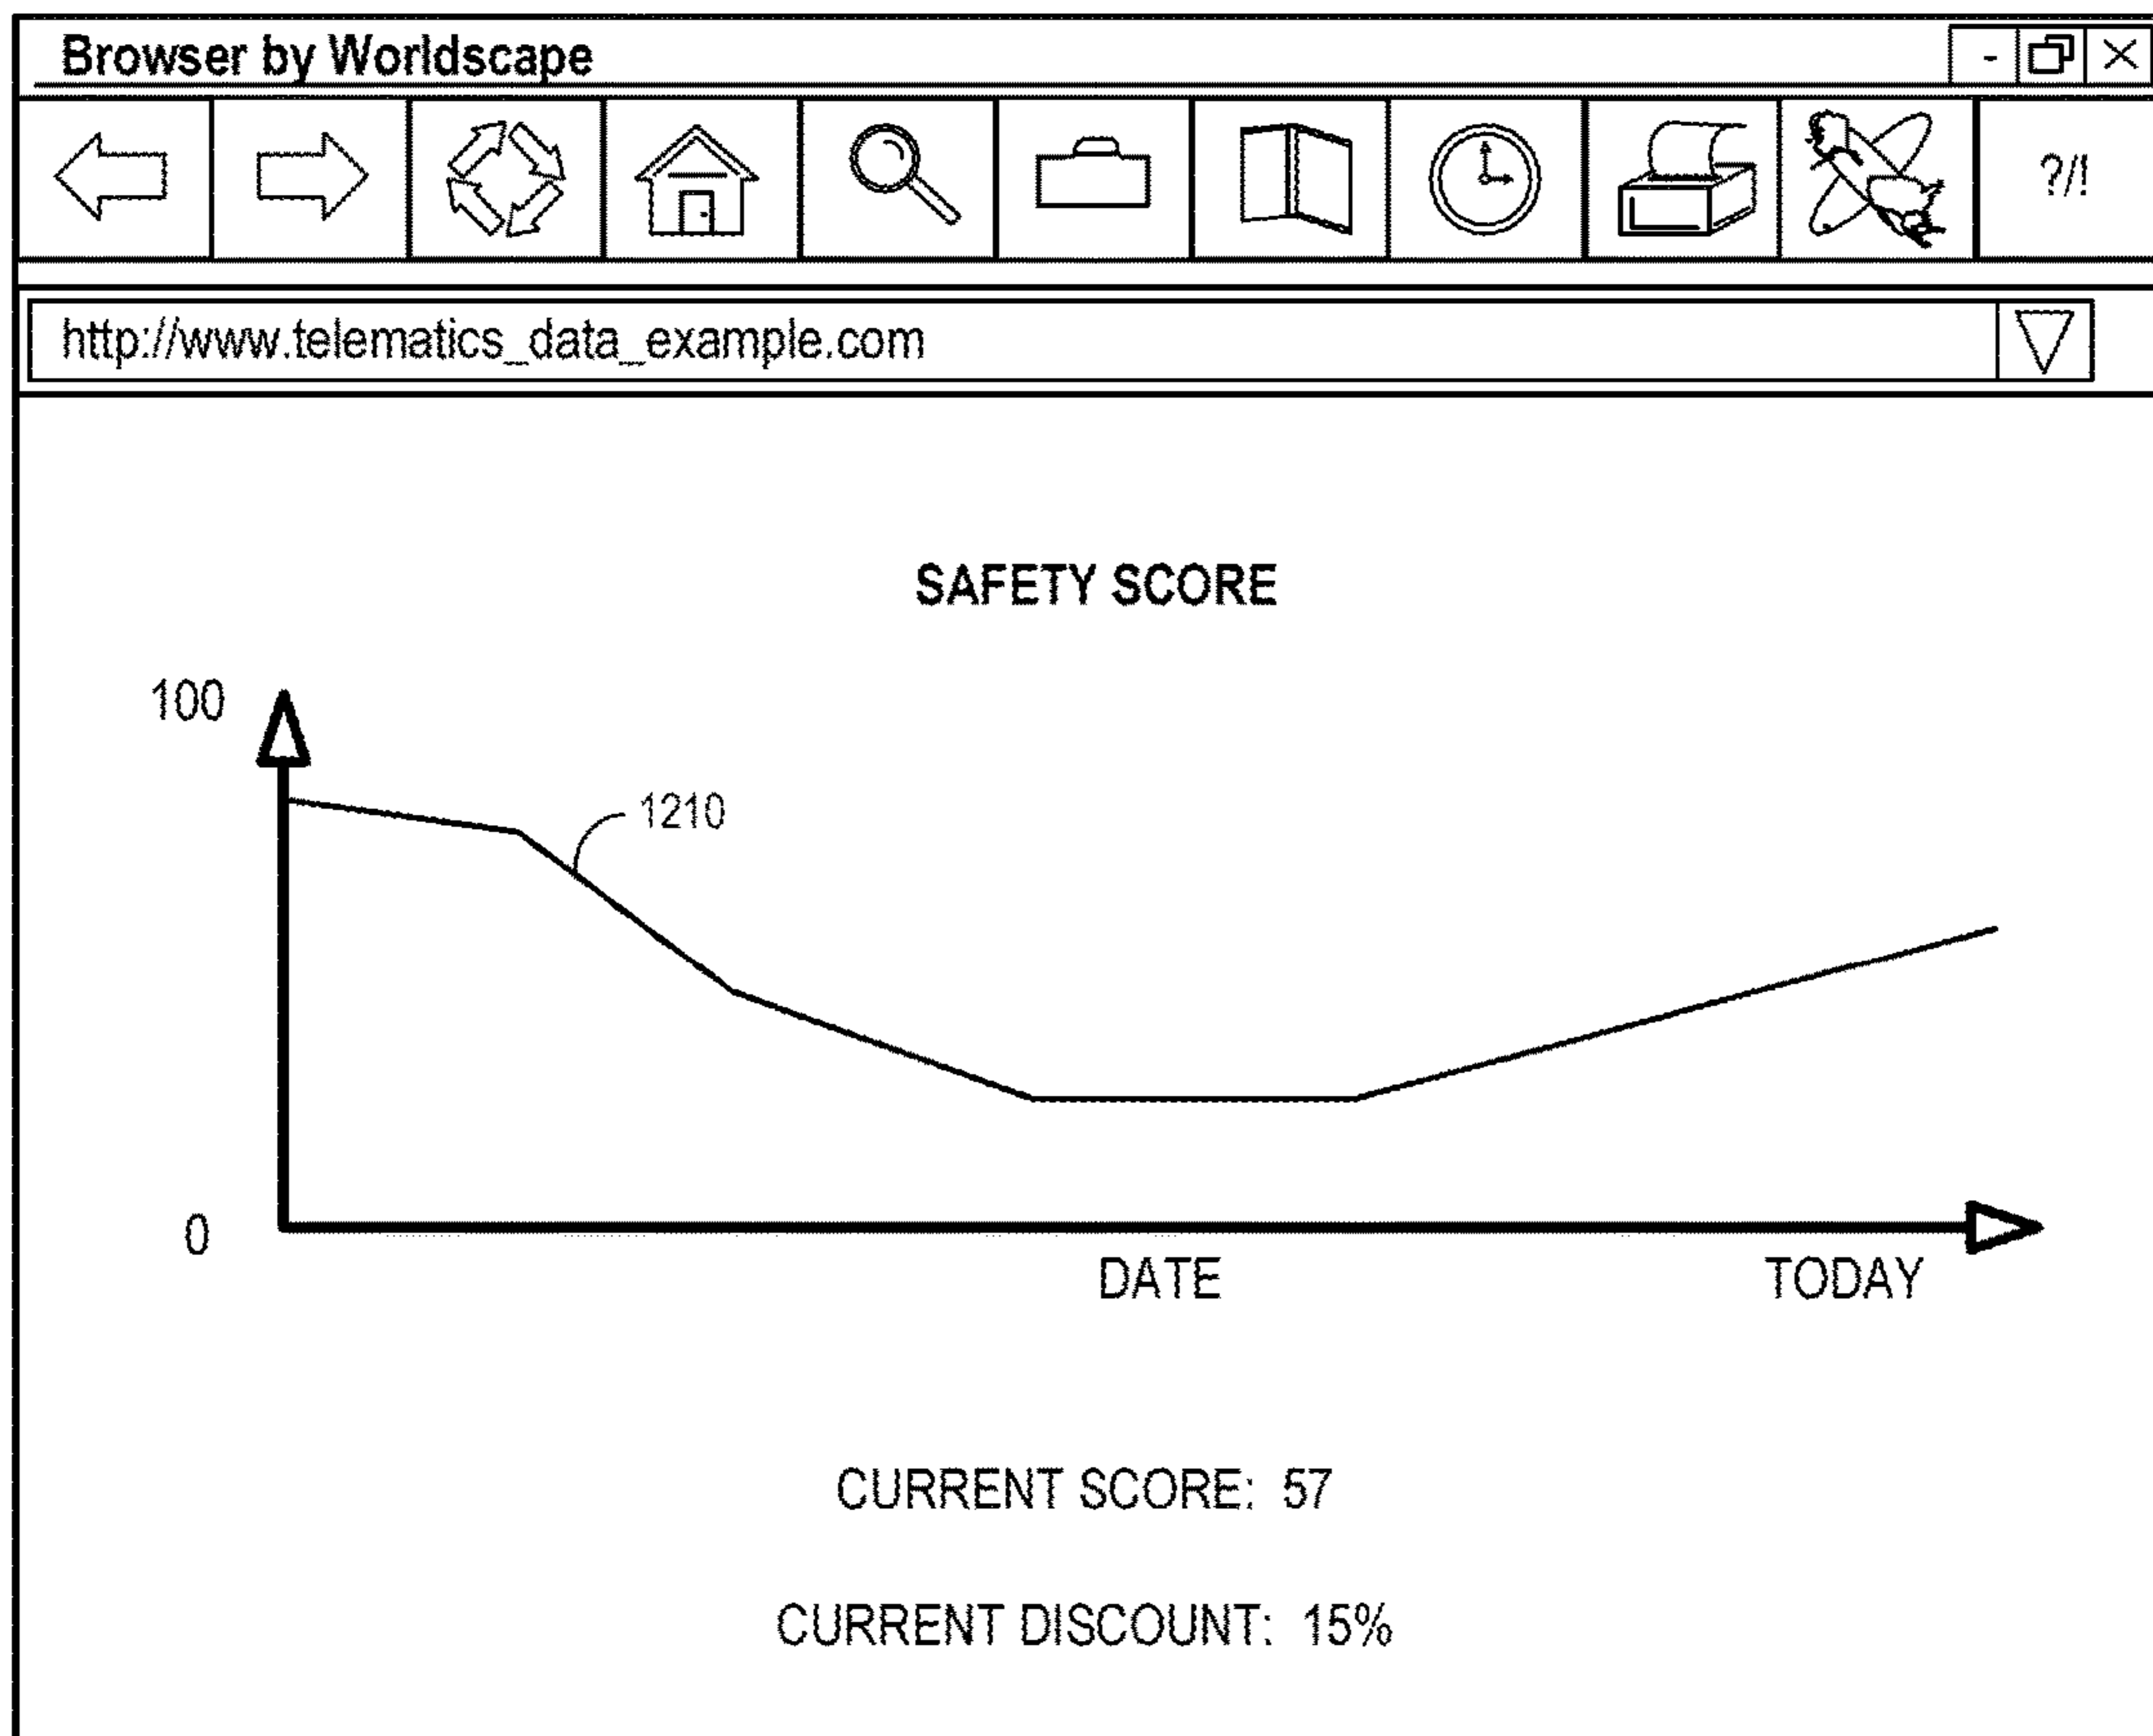 Browser by Worldscape
-
?/!
http://www.telematics_data_example.com
SAFETY SCORE
100
1210
0
DATE
TODAY
CURRENT SCORE: 57
CURRENT DISCOUNT: 15%